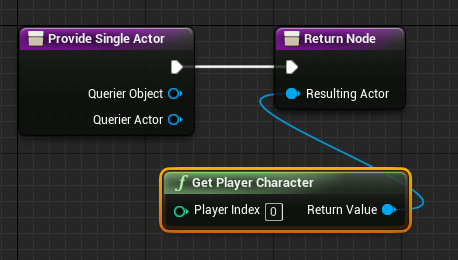 Provide Single Actor
Return Node
Querier Object
Resulting Actor
Querier Actor
f Get Player Character
Player Index 0 Return Value